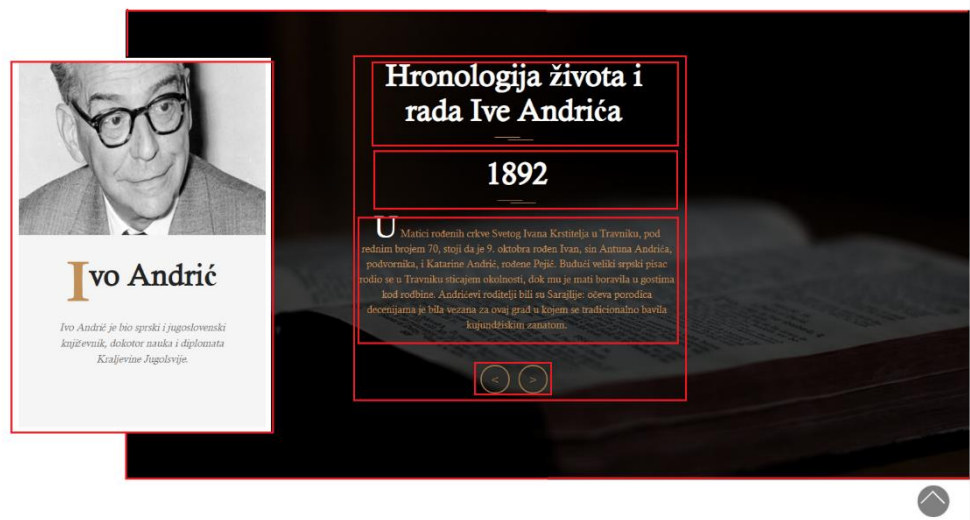 Ivo Andrić
Ivo Andrić je bio sprski i jugoslovenski
književnik, dokotor nauka i diplomata
Kraljevine Jugolsvije.
Hronologija života i
rada Ive Andrića
1892
U Matici rođenih crkve Svetog Ivana Krstitelja u Travniku, pod
rednim brojem 70, stoji da je 9. oktobra rođen Ivan, sin Antuna Andrića,
podvornika, i Katarine Andrić, rođene Pejić. Budući veliki srpski pisac
rodio se u Travniku sticajem okolnosti, dok mu je mati boravila u gostima
kod rodbine. Andrićevi roditelji bili su Sarajlije: očeva porodica
decenijama je bila vezana za ovaj grad u kojem se tradicionalno bavila
kujundžiskim zanatom.
< >